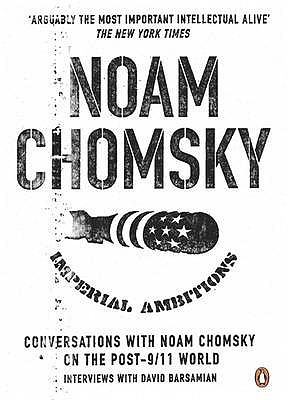 'ARGUABLY THE MOST IMPORTANT INTELLECTUAL ALIVE'
THE NEW YORK TIMES
NOAM
CHOMSKY
IMPERIAL AMBITIONS
CONVERSATIONS WITH NOAM CHOMSKY
ON THE POST-9/11 WORLD
INTERVIEWS WITH DAVID BARSAMIAN